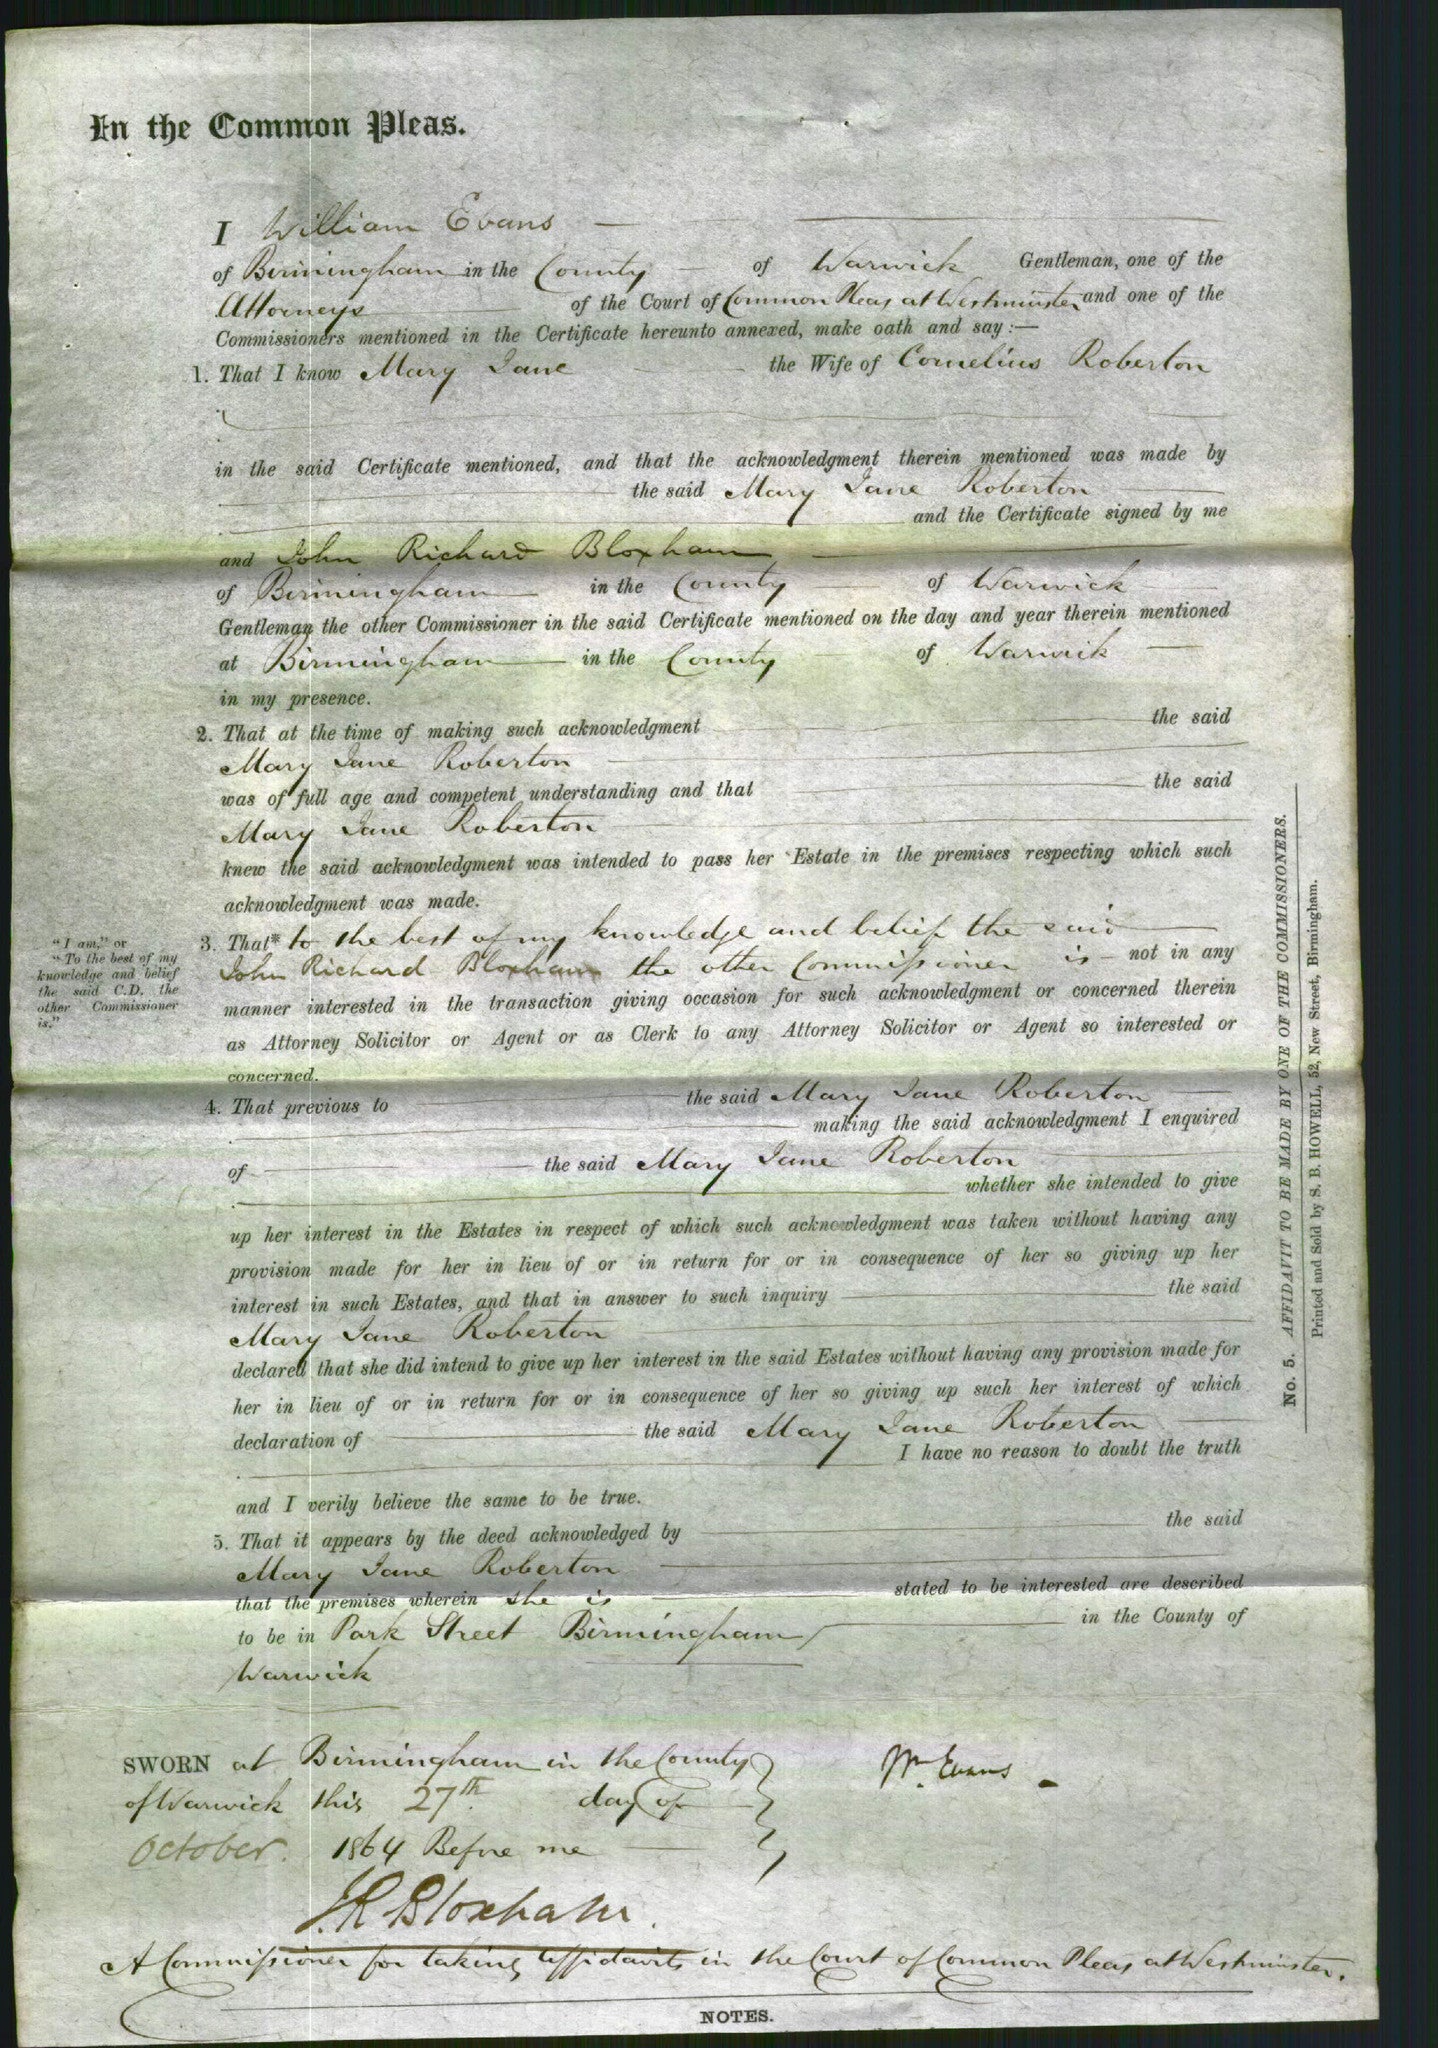 In the Common Pleas.
I William Evans
of Birmingham in the County of Warwick Gentleman, one of the
Attorneys of the Court of Common Pleas at Westminster and one of the
Commissioners mentioned in the Certificate hereunto annexed, make oath and say :—
1. That I know Mary Jane the Wife of Cornelius Roberton
in the said Certificate mentioned, and that the acknowledgment therein mentioned was made by
the said Mary Jane Roberton
and the Certificate signed by me
and John Richard Bloxham
of Birmingham in the County of Warwick
Gentleman the other Commissioner in the said Certificate mentioned on the day and year therein mentioned
at Birmingham in the County of Warwick
in my presence.
2. That at the time of making such acknowledgment the said
Mary Jane Roberton
was of full age and competent understanding and that the said
Mary Jane Roberton
knew the said acknowledgment was intended to pass her Estate in the premises respecting which such
acknowledgment was made.
"I am," or
"To the best of my
knowledge and belief
the said C.D. the
other Commissioner
is."
3. That* to the best of my knowledge and belief the said
John Richard Bloxham the other Commissioner is not in any
manner interested in the transaction giving occasion for such acknowledgment or concerned therein
as Attorney Solicitor or Agent or as Clerk to any Attorney Solicitor or Agent so interested or
concerned.
4. That previous to the said Mary Jane Roberton
making the said acknowledgment I enquired
of the said Mary Jane Roberton
whether she intended to give
up her interest in the Estates in respect of which such acknowledgment was taken without having any
provision made for her in lieu of or in return for or in consequence of her so giving up her
interest in such Estates, and that in answer to such inquiry the said
Mary Jane Roberton
declared that she did intend to give up her interest in the said Estates without having any provision made for
her in lieu of or in return for or in consequence of her so giving up such her interest of which
declaration of the said Mary Jane Roberton
I have no reason to doubt the truth
and I verily believe the same to be true.
5. That it appears by the deed acknowledged by the said
Mary Jane Roberton
that the premises wherein she is stated to be interested are described
to be in Park Street Birmingham in the County of
Warwick
SWORN at Birmingham in the County
of Warwick this 27th day of
October. 1864 Before me
Wm Evans
J.R. Bloxham.
A Commissioner for taking affidavits in the Court of Common Pleas at Westminster.
NOTES.
No. 5. AFFIDAVIT TO BE MADE BY ONE OF THE COMMISSIONERS.
Printed and Sold by S. B. HOWELL, 52, New Street, Birmingham.